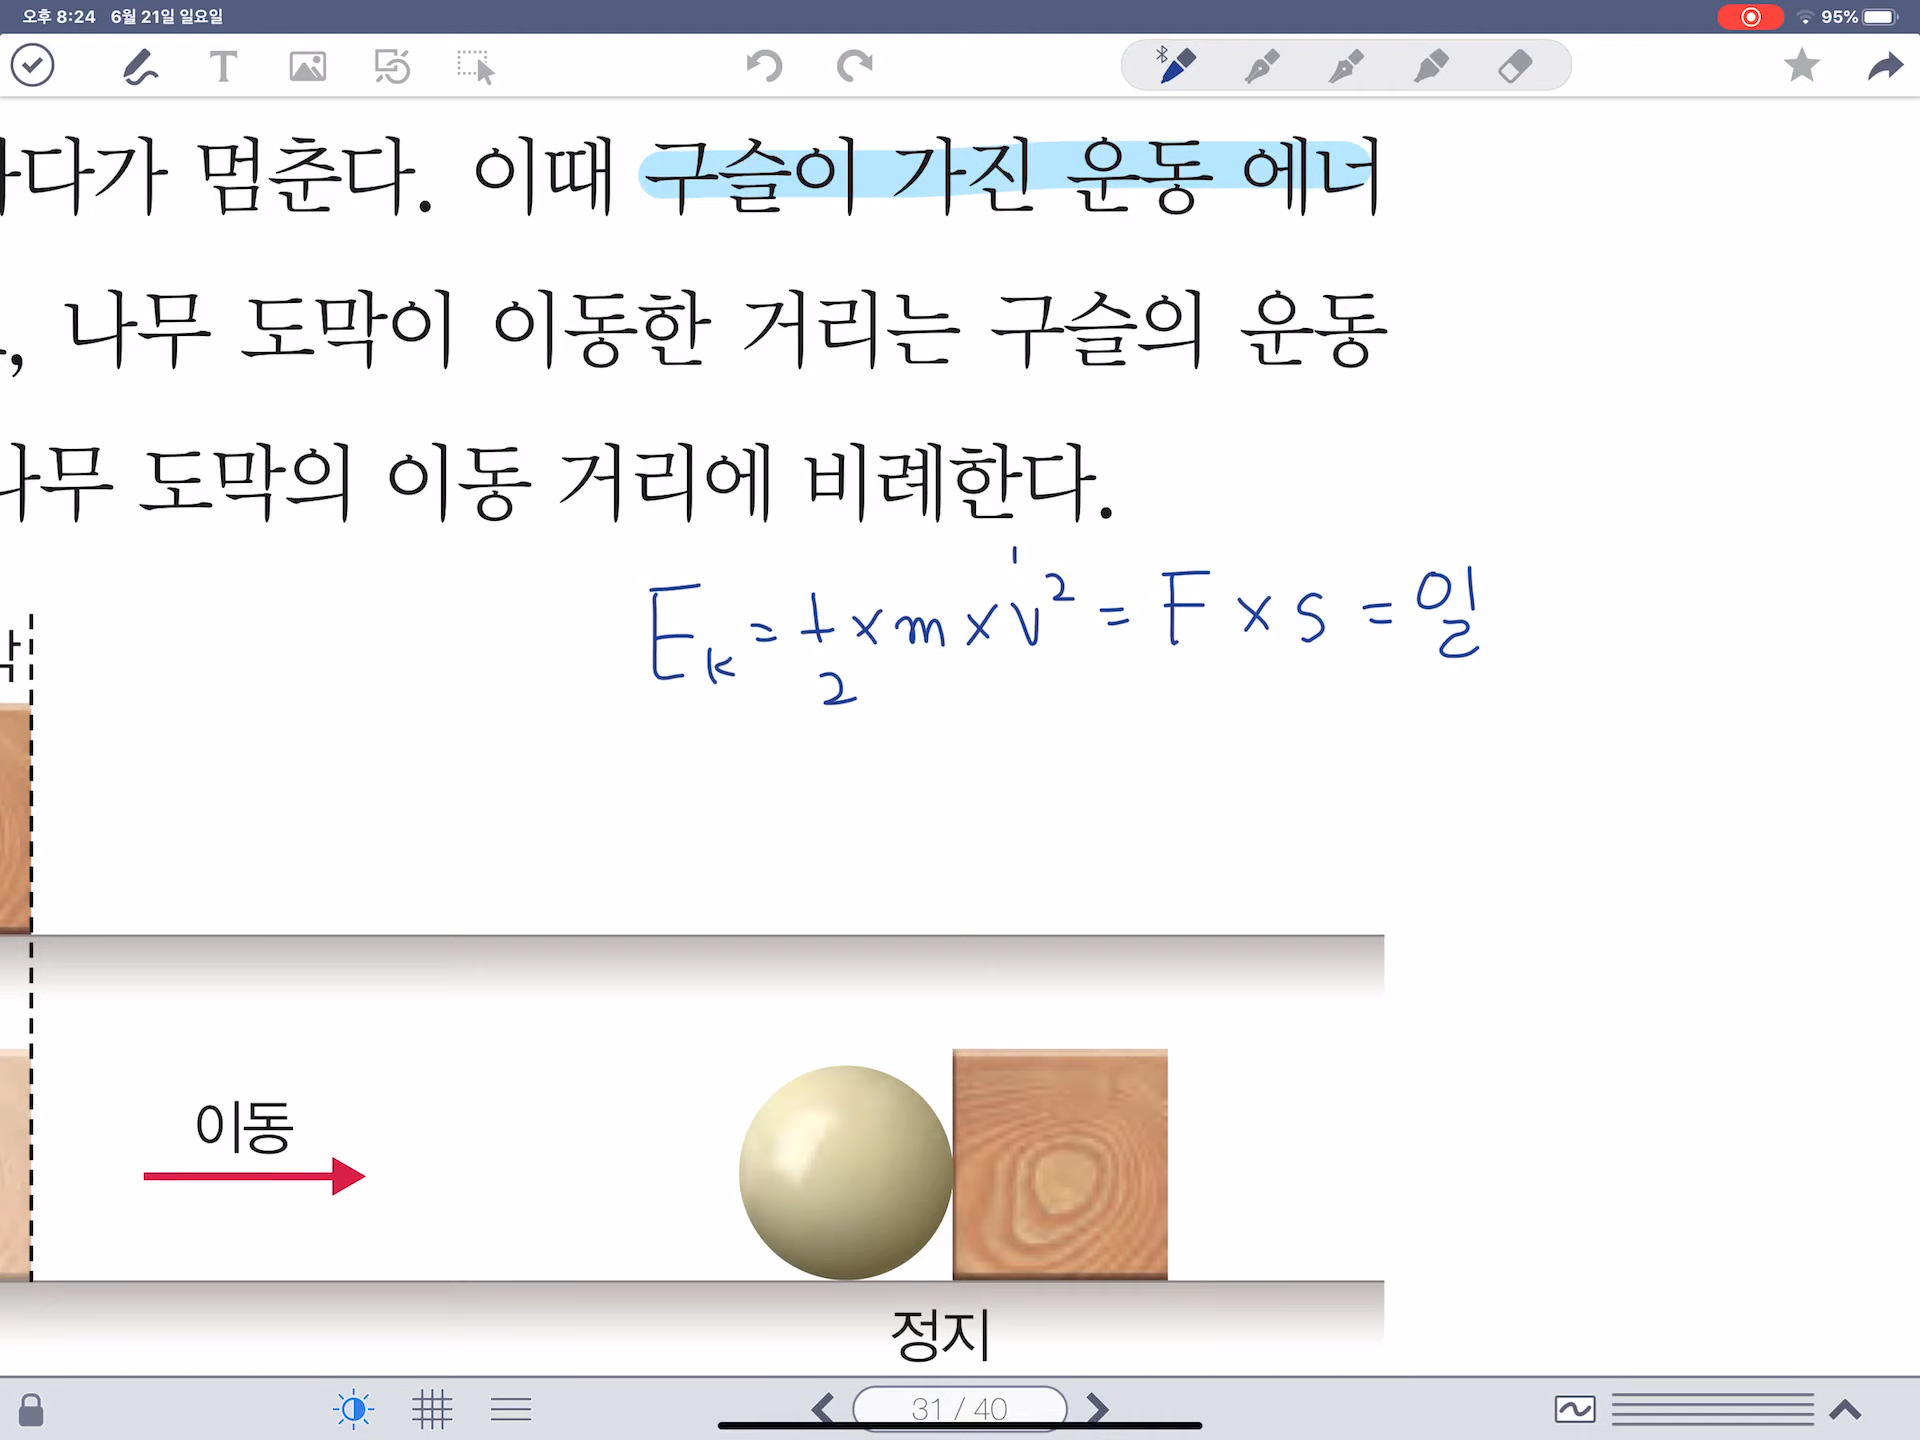 오후 8:24 6월 21일 일요일
95%
T
다가 멈춘다. 이때 구슬이 가진 운동 에너
, 나무 도막이 이동한 거리는 구슬의 운동
나무 도막의 이동 거리에 비례한다.
E_k = 1/2 × m × v² = F × s = 일
이동
정지
31 / 40